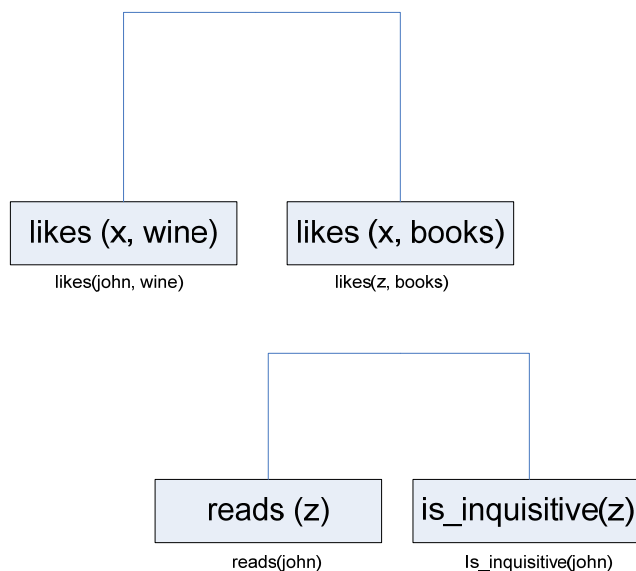 likes (x, wine)
likes (x, books)
likes(john, wine)
likes(z, books)
reads (z)
is_inquisitive(z)
reads(john)
Is_inquisitive(john)